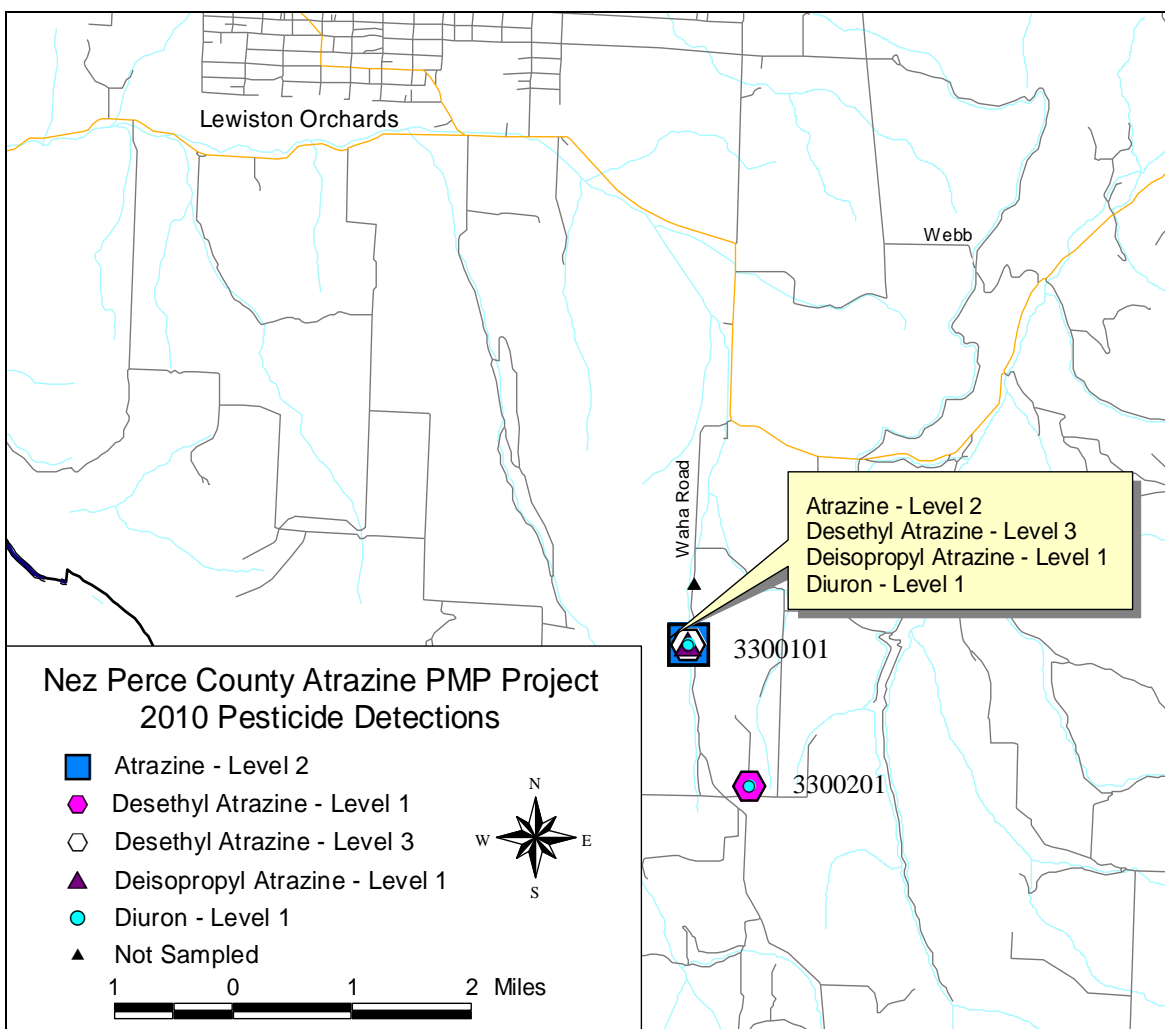 Lewiston Orchards
Webb
Waha Road
Atrazine - Level 2
Desethyl Atrazine - Level 3
Deisopropyl Atrazine - Level 1
Diuron - Level 1
3300101
3300201
Nez Perce County Atrazine PMP Project
2010 Pesticide Detections
Atrazine - Level 2
Desethyl Atrazine - Level 1
Desethyl Atrazine - Level 3
Deisopropyl Atrazine - Level 1
Diuron - Level 1
Not Sampled
N
W E
S
1 0 1 2 Miles